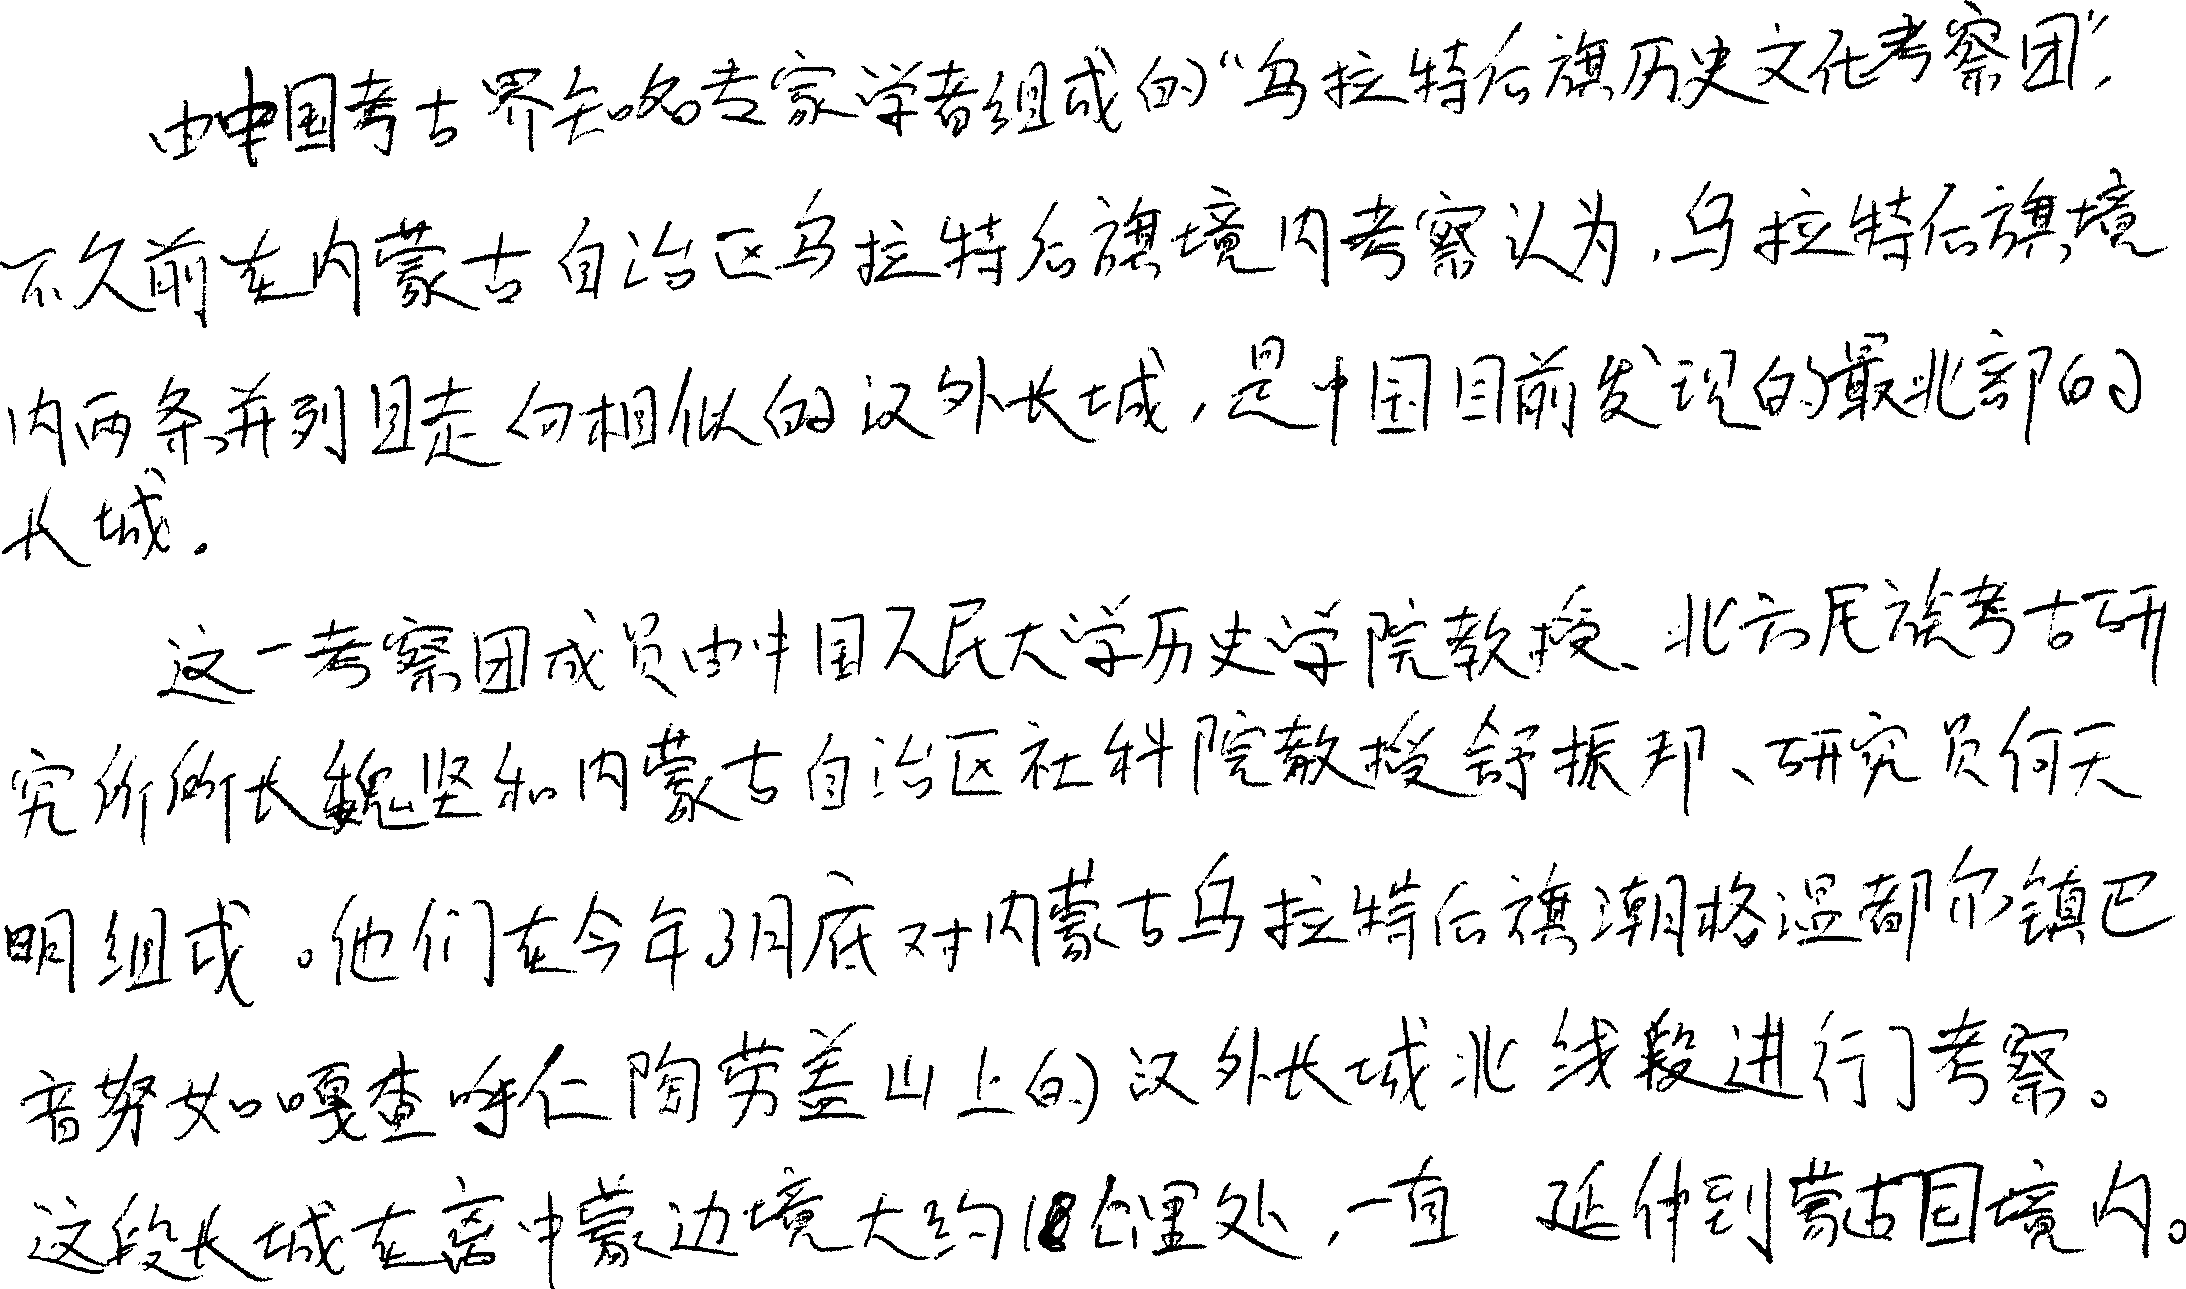 由中国考古界知名专家学者组成的“乌拉特后旗历史文化考察团”,
不久前在内蒙古自治区乌拉特后旗境内考察认为,乌拉特后旗境
内两条并列且走向相似的汉外长城,是中国目前发现的最北部的
长城.
这一考察团成员由中国人民大学历史学院教授、北方民族考古研
究所所长魏坚和内蒙古自治区社科院教授舒振邦、研究员何天
明组成。他们在今年3月底对内蒙古乌拉特后旗潮格温都尔镇巴
音努如嘎查呼仁陶劳盖山上的汉外长城北线段进行了考察。
这段长城在离中蒙边境大约18公里处,一直 延伸到蒙古国境内。